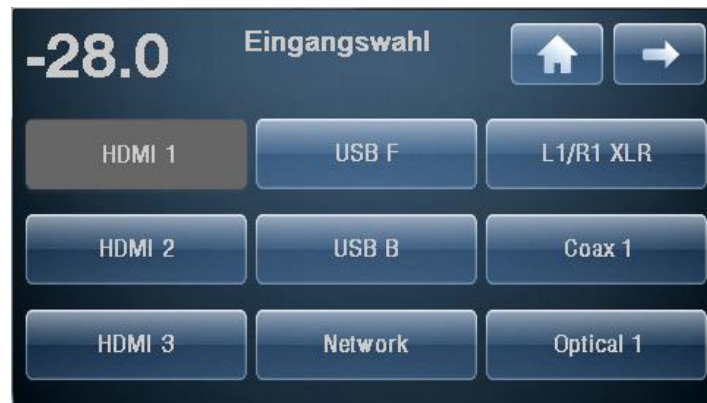 -28.0 Eingangswahl
HDMI 1 USB F L1/R1 XLR
HDMI 2 USB B Coax 1
HDMI 3 Network Optical 1